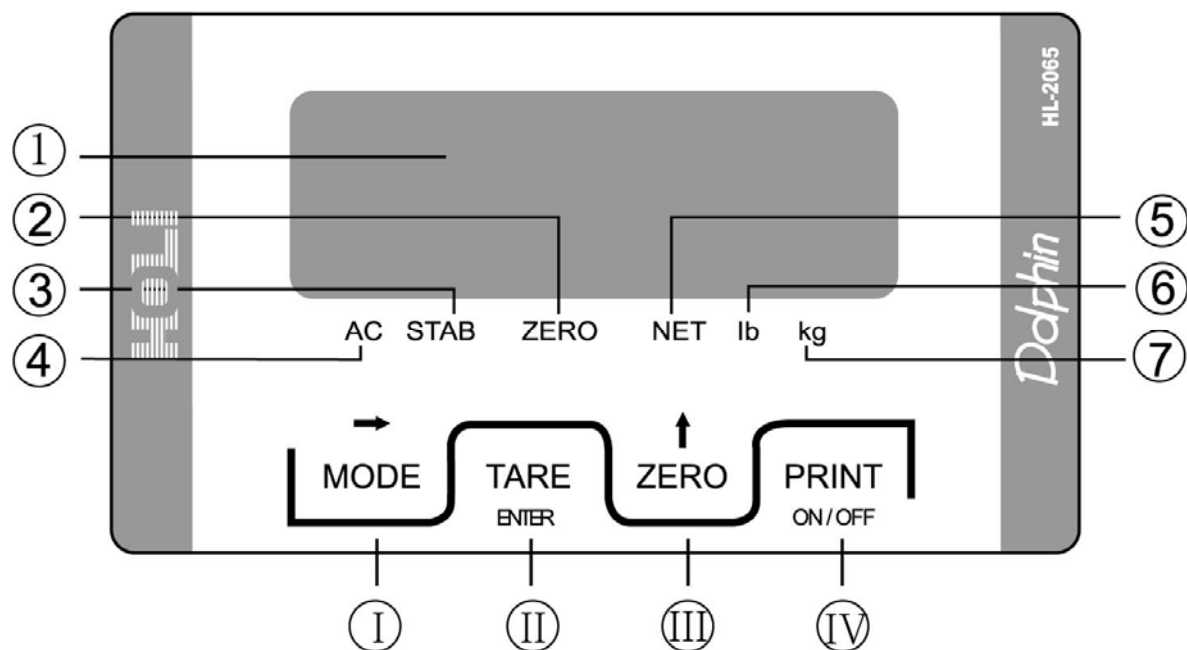 HL-2065
①
②
⑤
HOLI
Dolphin
③
⑥
AC STAB ZERO NET lb kg
④
⑦
→ ↑
MODE TARE ZERO PRINT
ENTER ON / OFF
Ⅰ Ⅱ Ⅲ Ⅳ